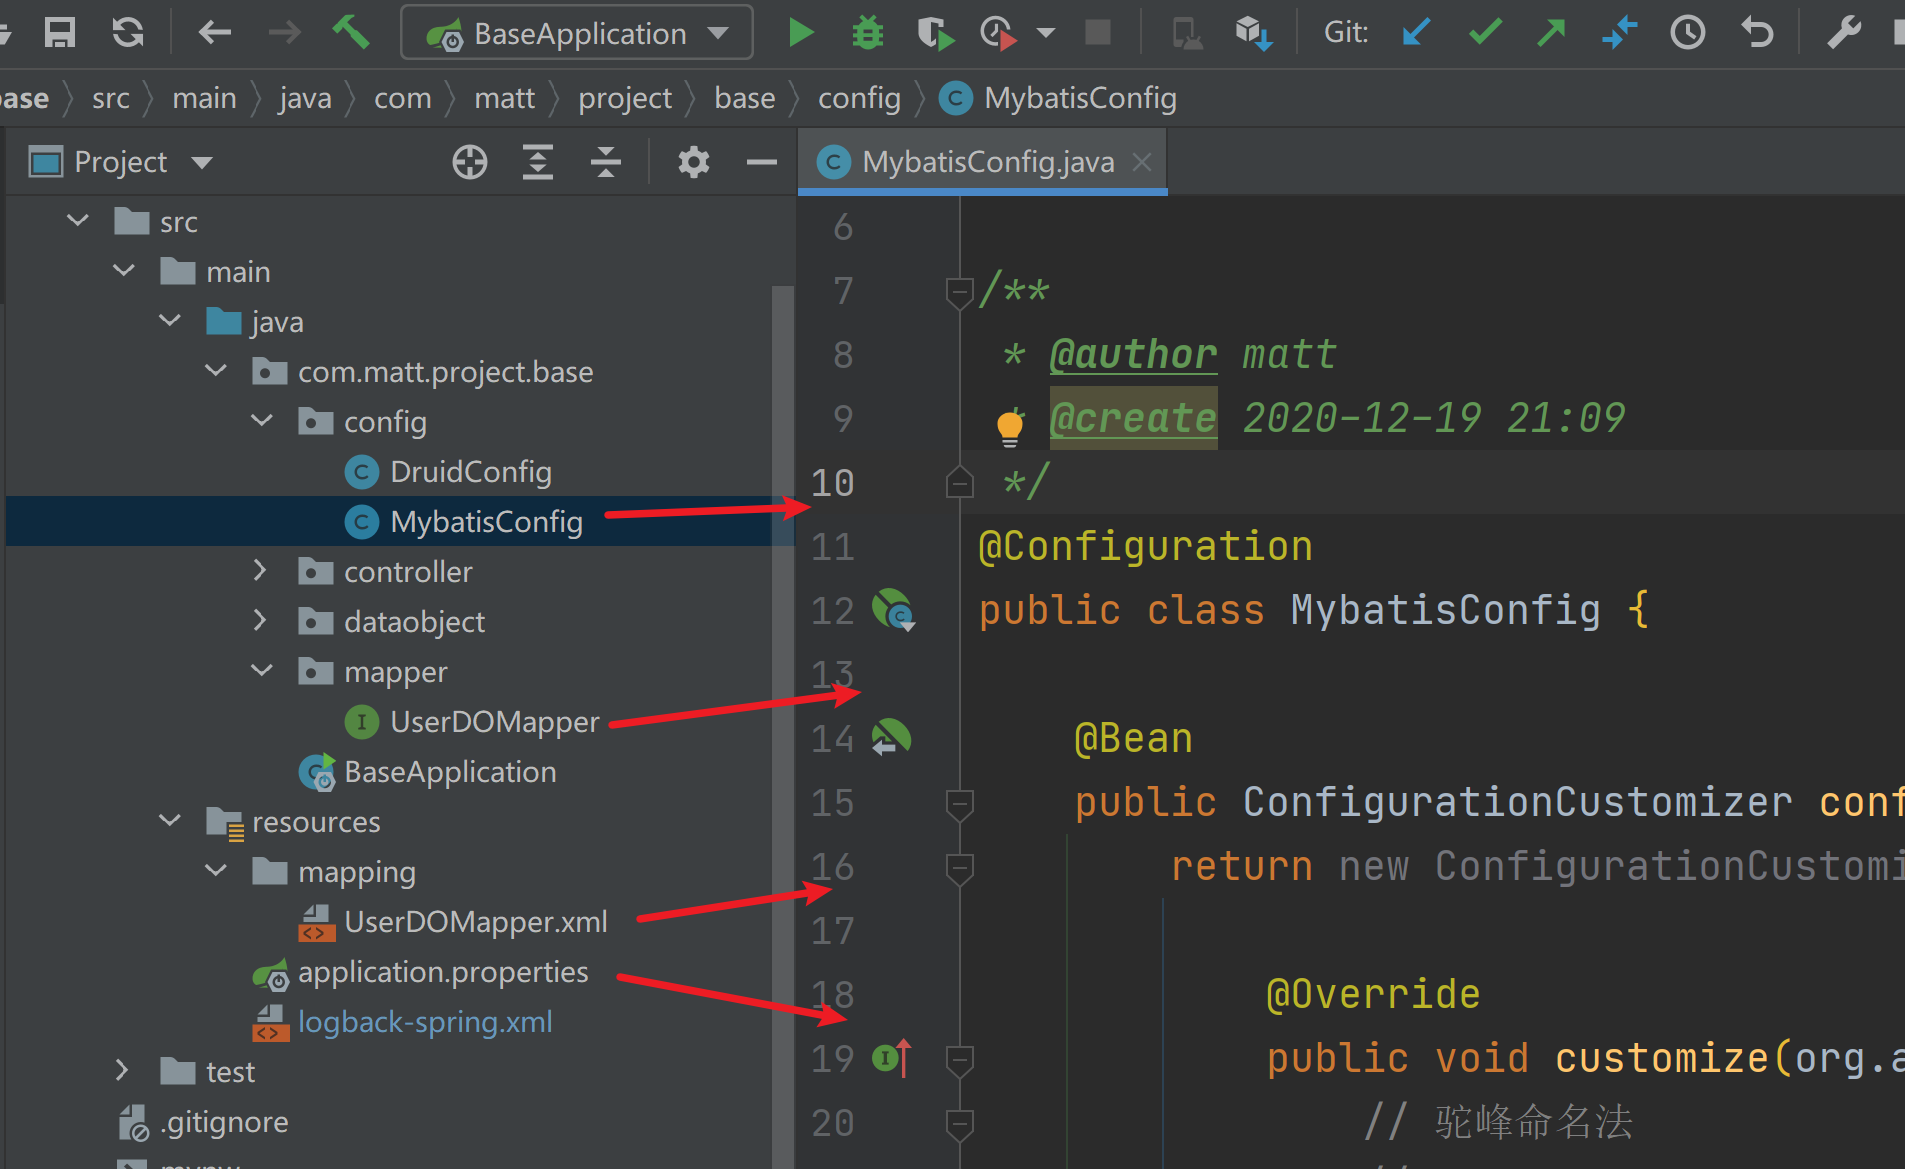 BaseApplication Git:
ase src main java com matt project base config MybatisConfig
Project
MybatisConfig.java
src
main
java
com.matt.project.base
config
DruidConfig
MybatisConfig
controller
dataobject
mapper
UserDOMapper
BaseApplication
resources
mapping
UserDOMapper.xml
application.properties
logback-spring.xml
test
.gitignore
6
7 /**
8 * @author matt
9 * @create 2020-12-19 21:09
10 */
11 @Configuration
12 public class MybatisConfig {
13
14 @Bean
15 public ConfigurationCustomizer conf
16 return new ConfigurationCustomi
17
18 @Override
19 public void customize(org.a
20 // 驼峰命名法